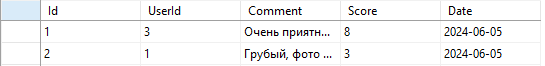 Id UserId Comment Score Date
1 3 Очень приятн... 8 2024-06-05
2 1 Грубый, фото ... 3 2024-06-05